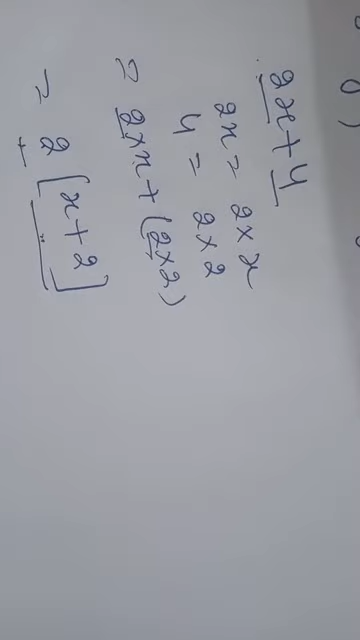 2x + 4
2x = 2 × x
4 = 2 × 2
= 2 × x + (2 × 2)
= 2 [x + 2]